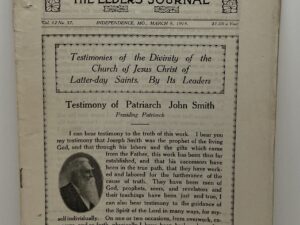 THE ELDERS' JOURNAL
INDEPENDENCE, MO., MARCH
Testimonies of the Divinity of the
Church of Jesus Christ of
Latter-day Saints, By Its Leaders
Testimony of Patriarch John Smith
Presiding Patriarch
I can bear testimony to the truth of this work. I bear you
my testimony that Joseph Smith was the prophet of the living
God, and that through his labors and the gifts which came
from the Father, this work has been thus far
established, and that his successors have
been in the true path, that they have work-
ed and labored for the furtherance of the
cause of truth. They have been men of
God, prophets, seers, and revelators and
their teachings have been just and true. I
can also bear testimony to the guidance of
the Spirit of the Lord in many ways, for my-
self individually. On one or two occasions,